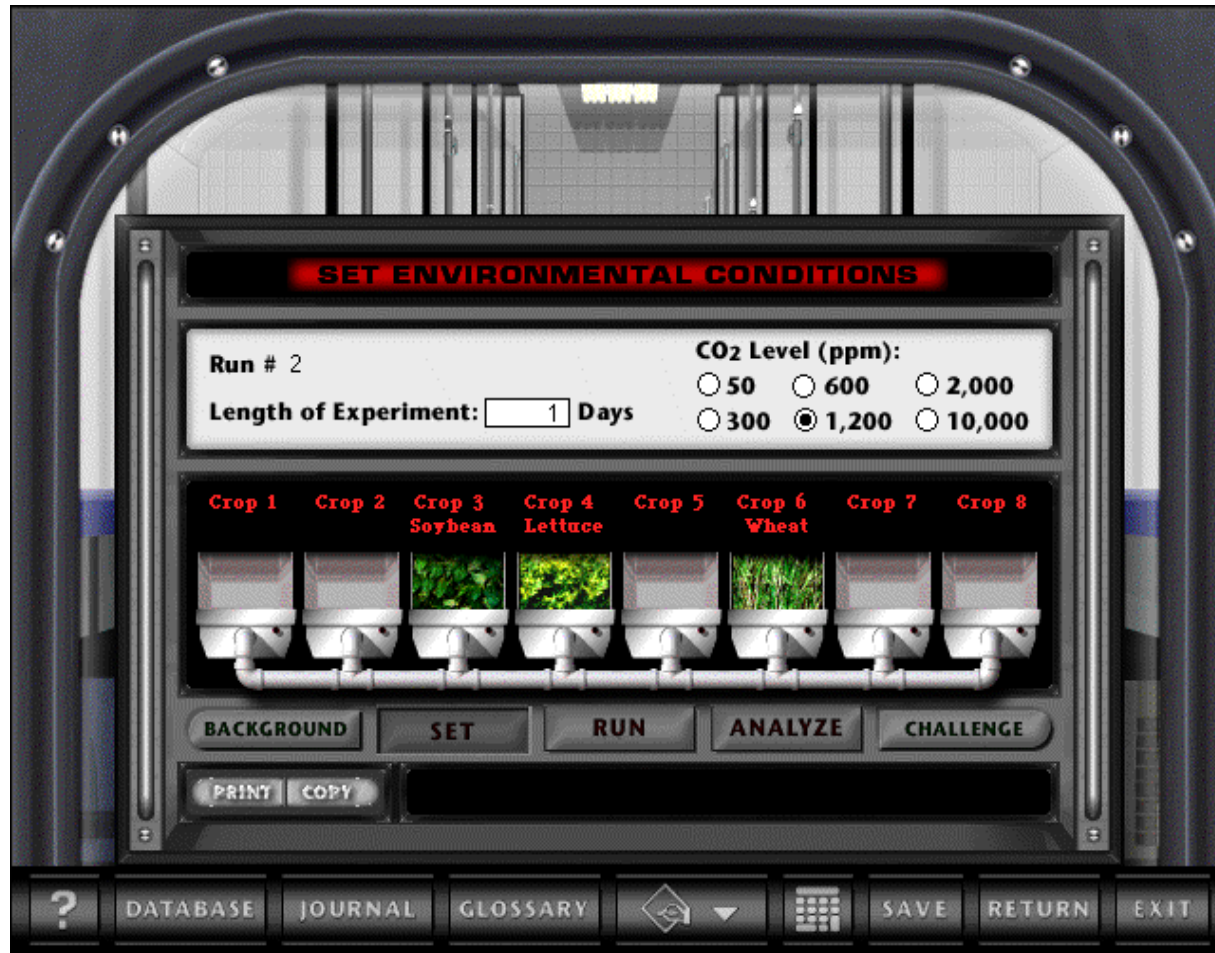 SET ENVIRONMENTAL CONDITIONS
Run # 2
Length of Experiment: 1 Days
CO2 Level (ppm):
50 600 2,000
300 1,200 10,000
Crop 1 Crop 2 Crop 3 Crop 4 Crop 5 Crop 6 Crop 7 Crop 8
Soybean Lettuce Wheat
BACKGROUND SET RUN ANALYZE CHALLENGE
PRINT COPY
? DATABASE JOURNAL GLOSSARY SAVE RETURN EXIT